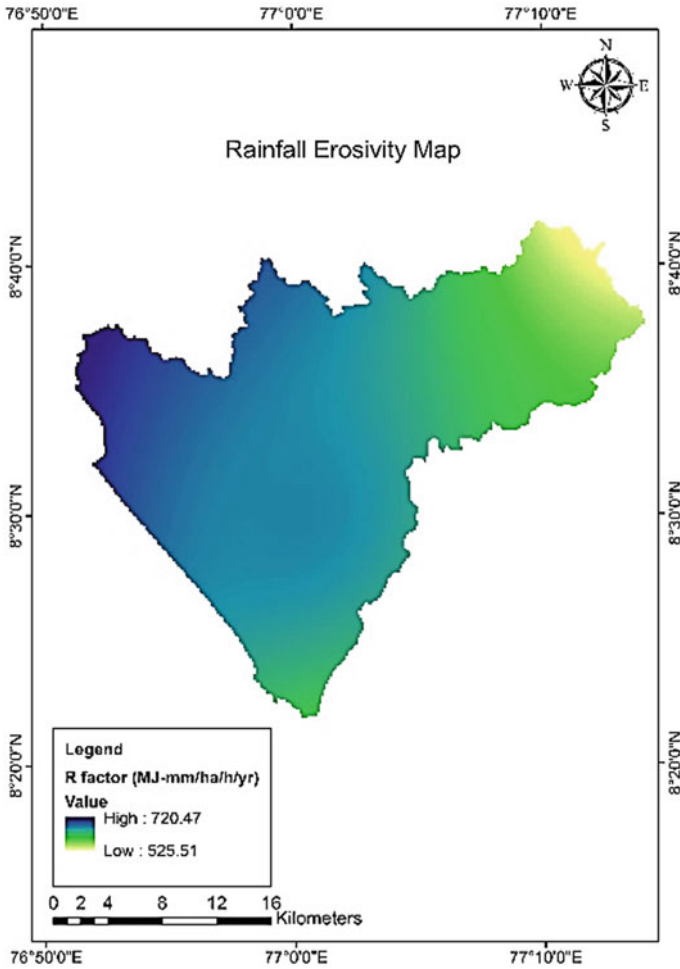 76°50'0"E 77°0'0"E 77°10'0"E
N
W E
S
Rainfall Erosivity Map
8°40'0"N 8°40'0"N
8°30'0"N 8°30'0"N
8°20'0"N 8°20'0"N
Legend
R factor (MJ-mm/ha/h/yr)
Value
High : 720.47
Low : 525.51
0 2 4 8 12 16
Kilometers
76°50'0"E 77°0'0"E 77°10'0"E